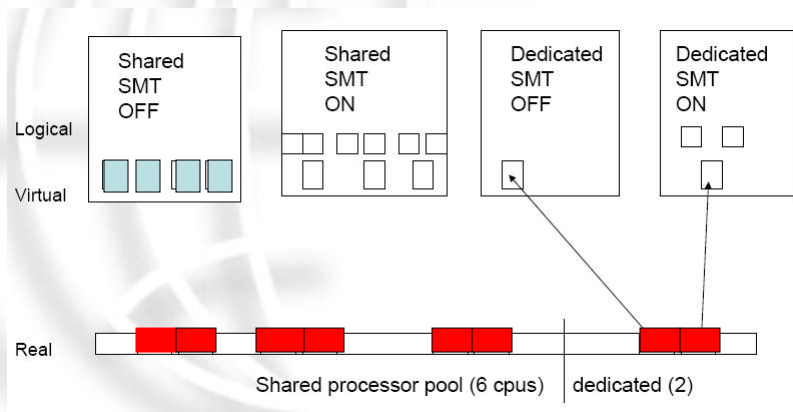 Shared
SMT
OFF
Shared
SMT
ON
Dedicated
SMT
OFF
Dedicated
SMT
ON
Logical
Virtual
Real
Shared processor pool (6 cpus)
dedicated (2)